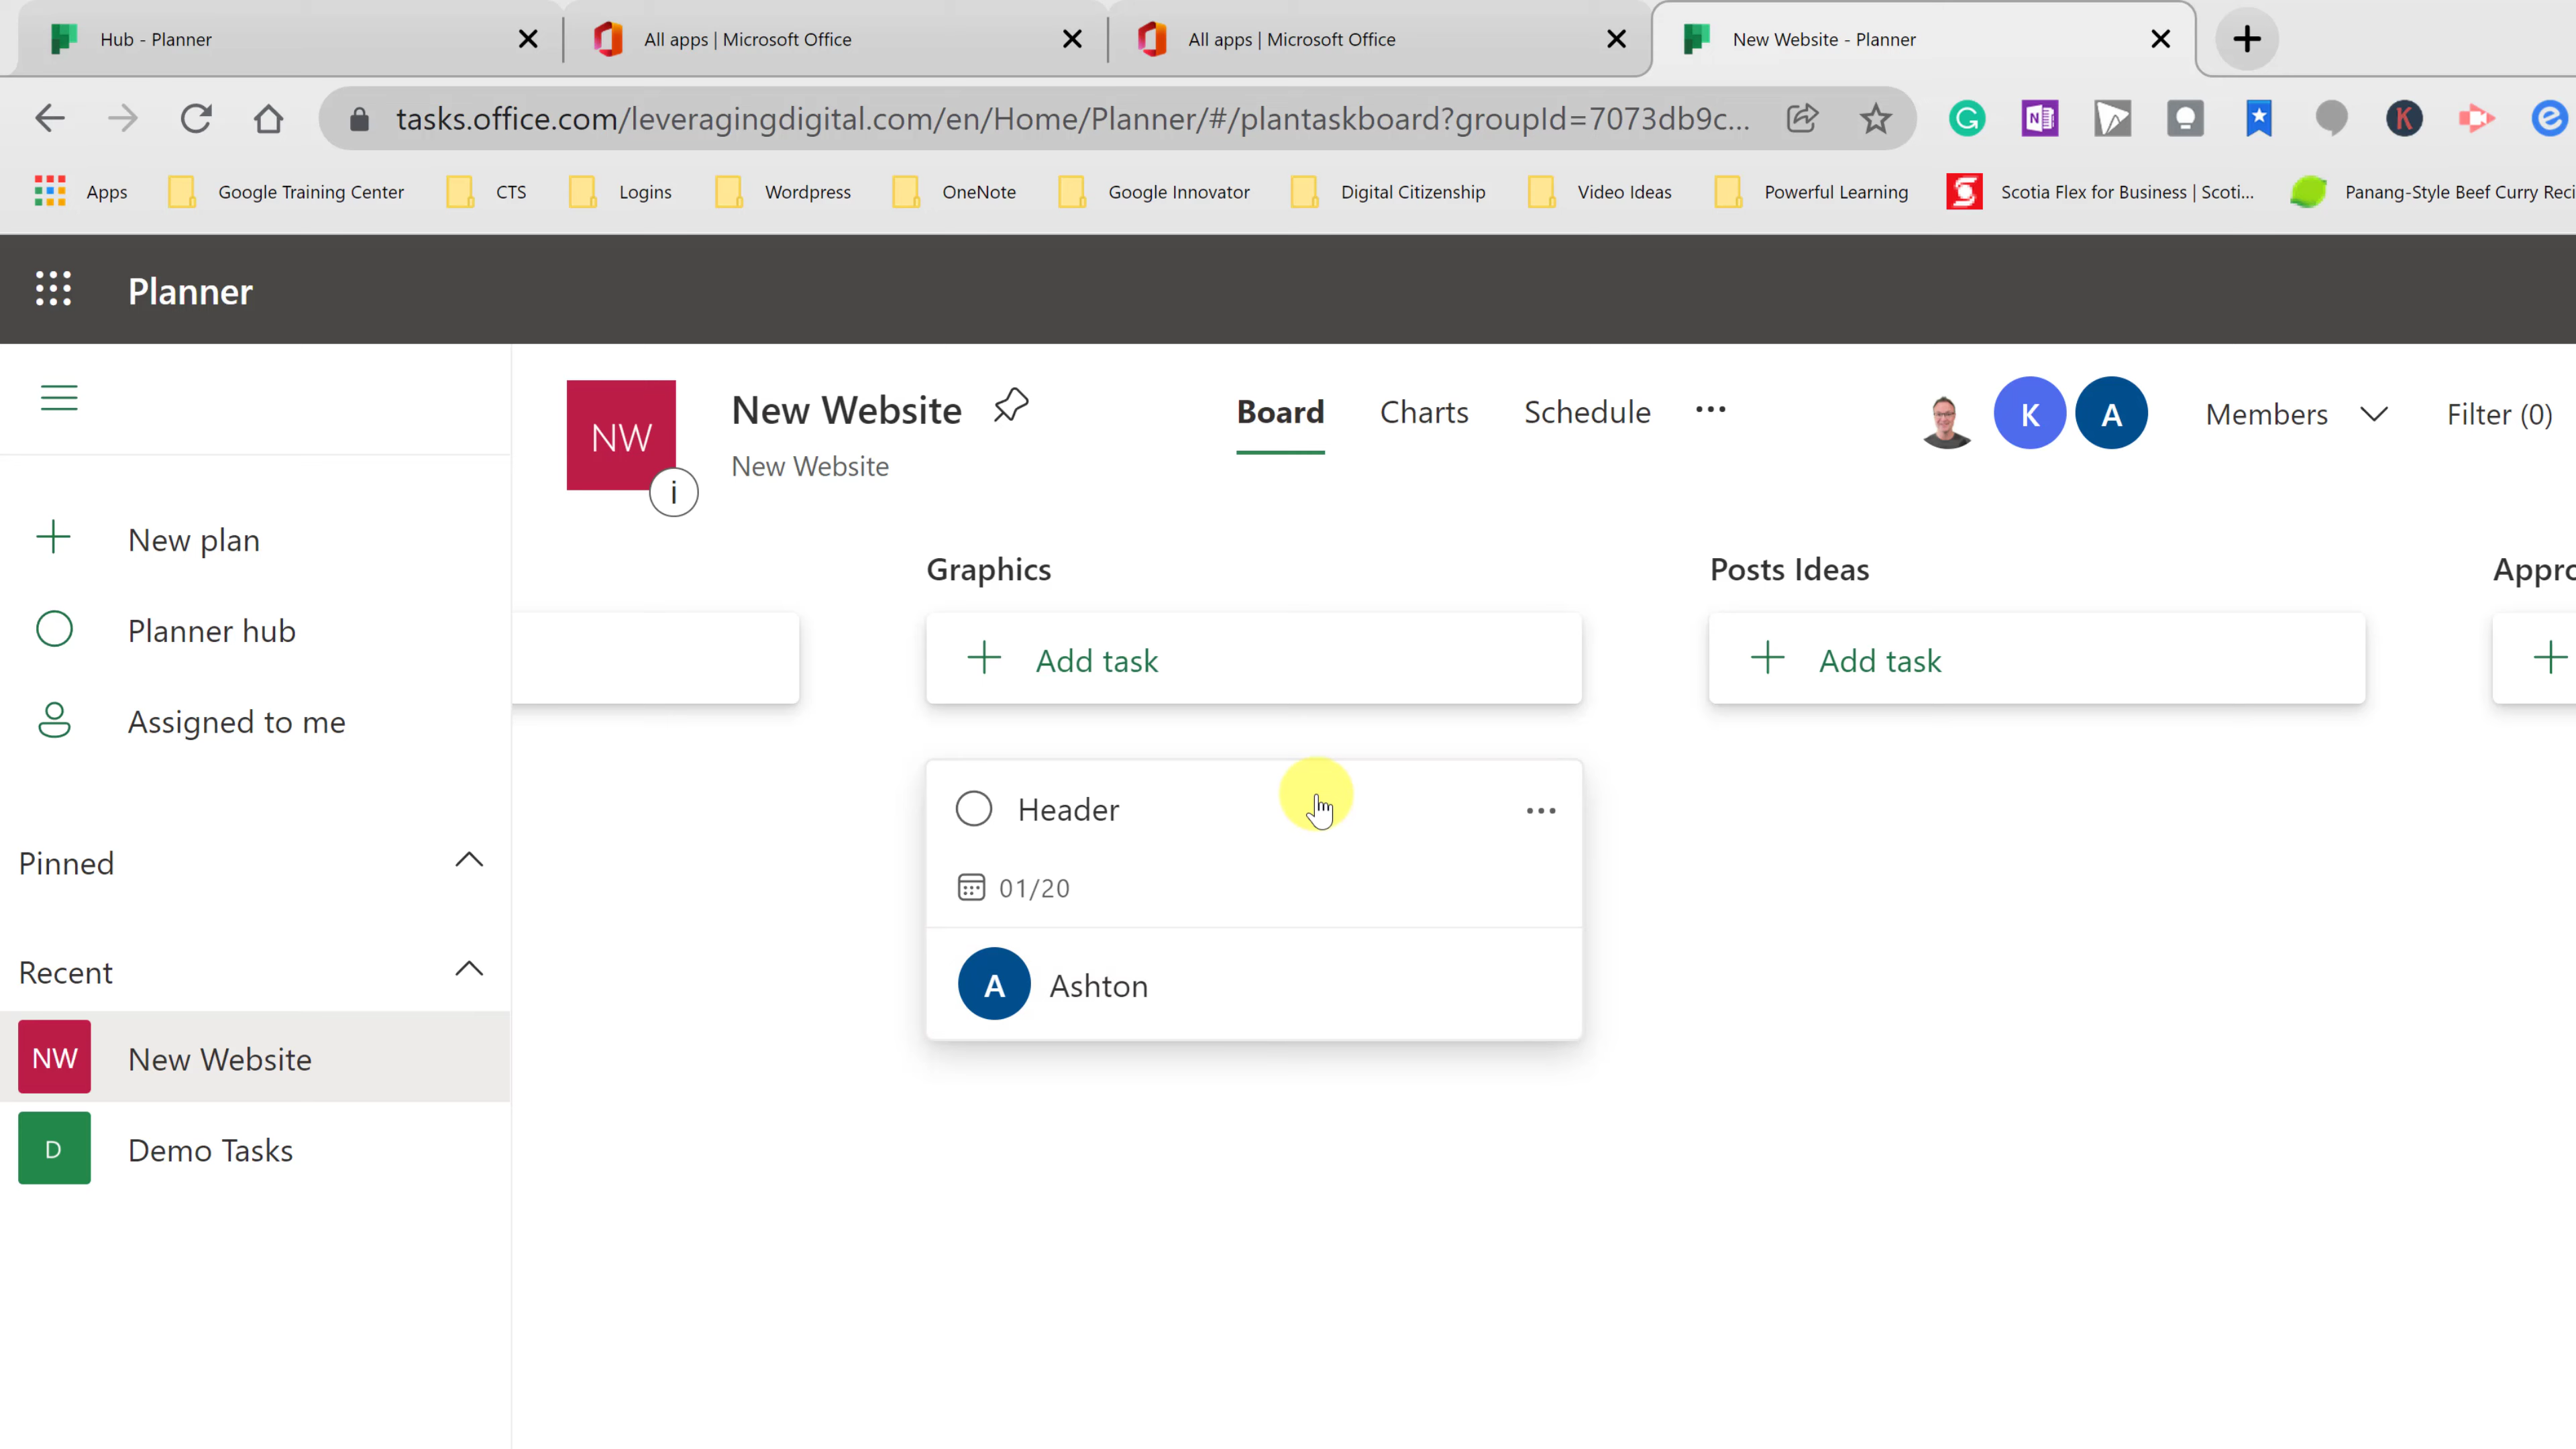 Hub - Planner
All apps | Microsoft Office
All apps | Microsoft Office
New Website - Planner
tasks.office.com/leveragingdigital.com/en/Home/Planner/#/plantaskboard?groupId=7073db9c...
Apps
Google Training Center
CTS
Logins
Wordpress
OneNote
Google Innovator
Digital Citizenship
Video Ideas
Powerful Learning
Scotia Flex for Business | Scoti...
Panang-Style Beef Curry Reci
Planner
NW
i
New Website
New Website
Board
Charts
Schedule
K
A
Members
Filter (0)
New plan
Planner hub
Assigned to me
Pinned
Recent
NW
New Website
D
Demo Tasks
Graphics
Add task
Header
01/20
A
Ashton
Posts Ideas
Add task
Appro